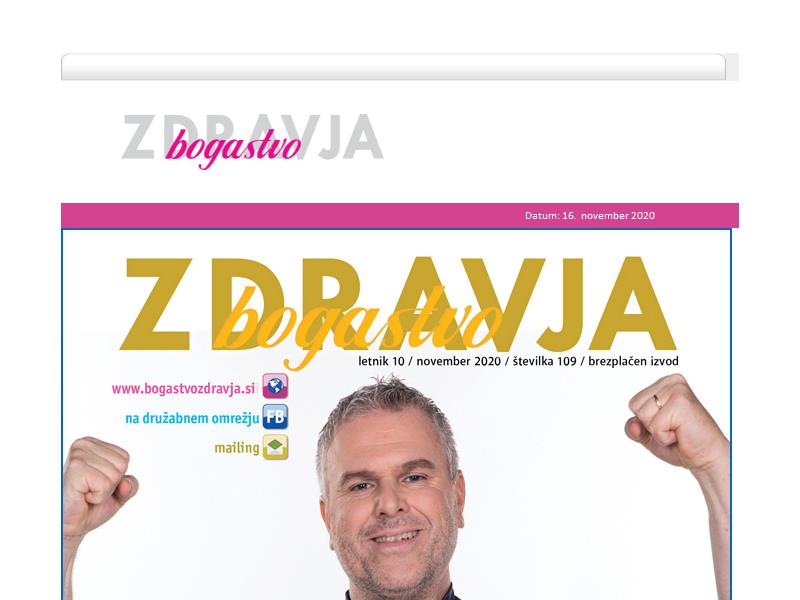 ZDRAVJA
bogastvo
Datum: 16. november 2020
ZDRAVJA
bogastvo
letnik 10 / november 2020 / številka 109 / brezplačen izvod
www.bogastvozdravja.si
na družabnem omrežju FB
mailing